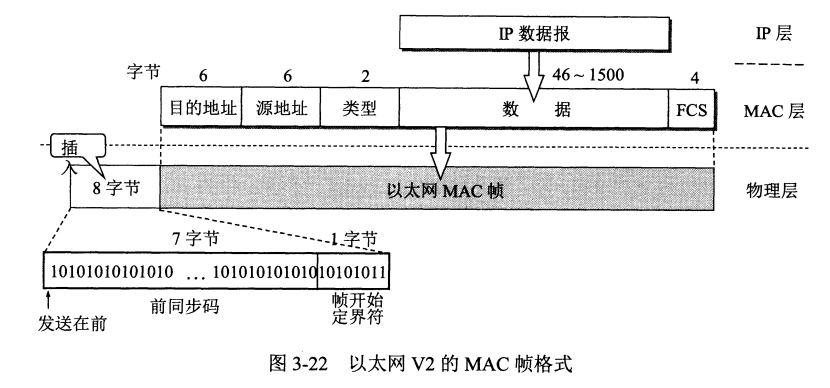 IP 数据报
IP 层
字节
6
6
2
46～1500
4
目的地址
源地址
类型
数 据
FCS
MAC 层
插
入
8 字节
以太网 MAC 帧
物理层
7 字节
1 字节
10101010101010 … 101010101010
10101011
发送在前
前同步码
帧开始
定界符
图 3-22 以太网 V2 的 MAC 帧格式